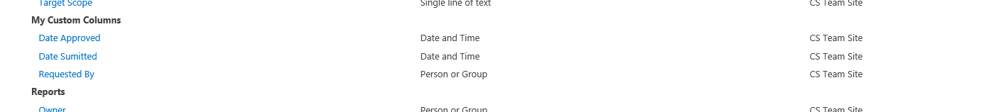 Target Scope Single line of text CS Team Site
My Custom Columns
Date Approved Date and Time CS Team Site
Date Sumitted Date and Time CS Team Site
Requested By Person or Group CS Team Site
Reports
Owner Person or Group CS Team Site